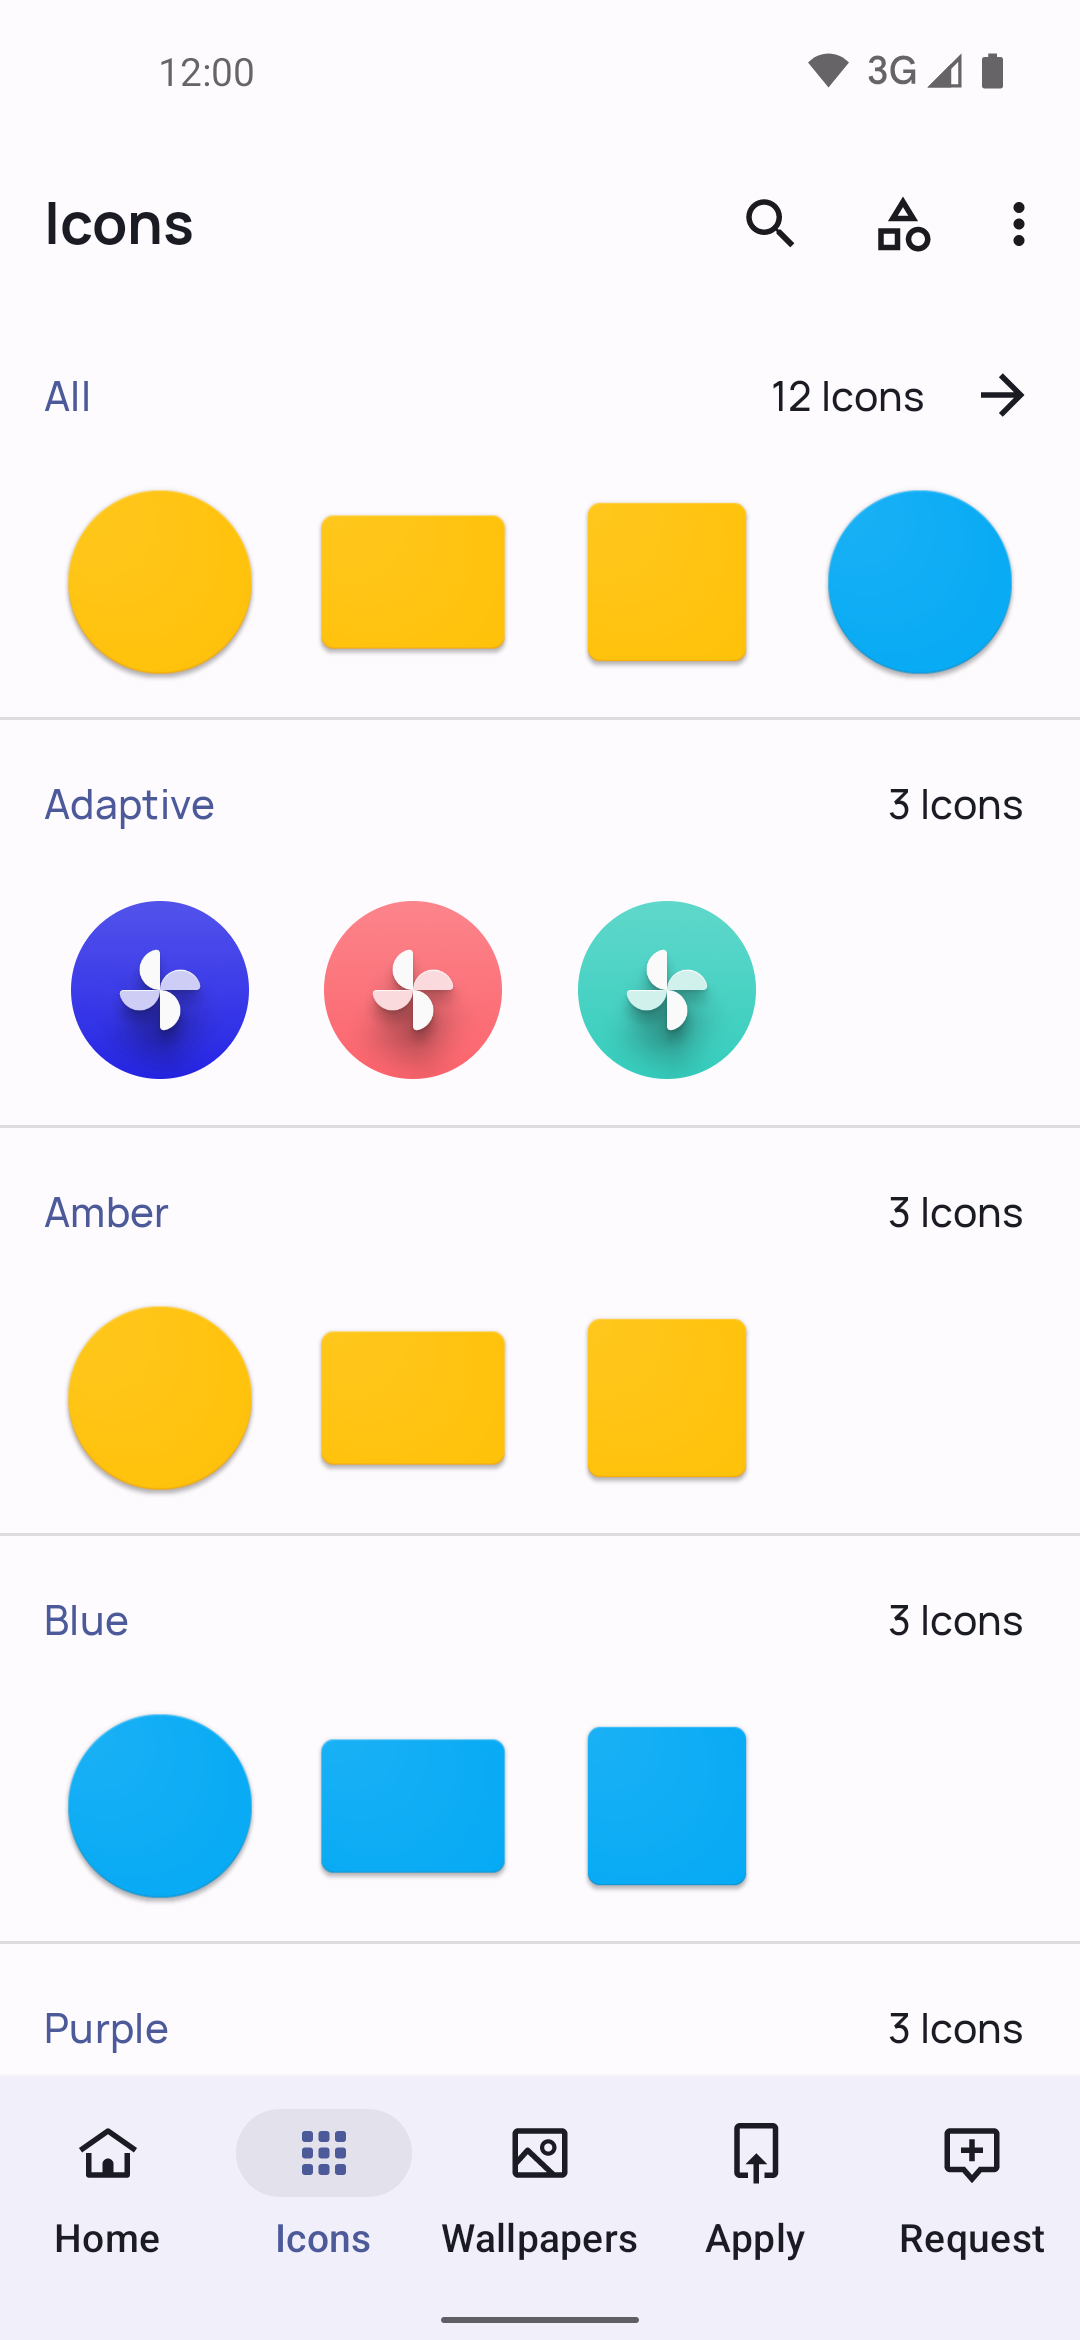 12:00 3G
Icons
All 12 Icons
Adaptive 3 Icons
Amber 3 Icons
Blue 3 Icons
Purple 3 Icons
Home Icons Wallpapers Apply Request